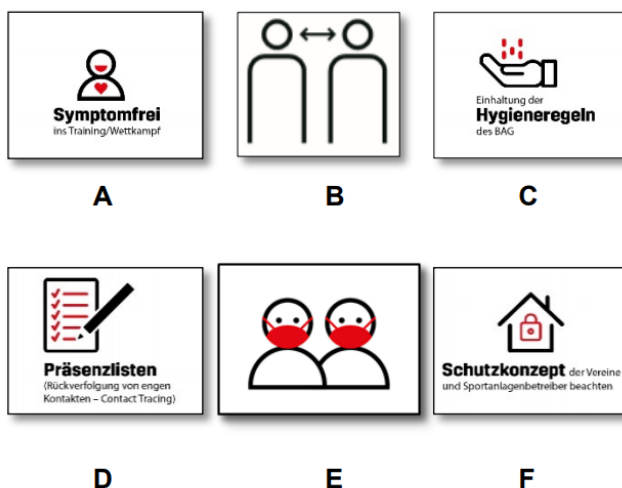 Symptomfrei
ins Training/Wettkampf
Einhaltung der
Hygieneregeln
des BAG
A
B
C
Präsenzlisten
(Rückverfolgung von engen
Kontakten – Contact Tracing)
Schutzkonzept der Vereine
und Sportanlagenbetreiber beachten
D
E
F